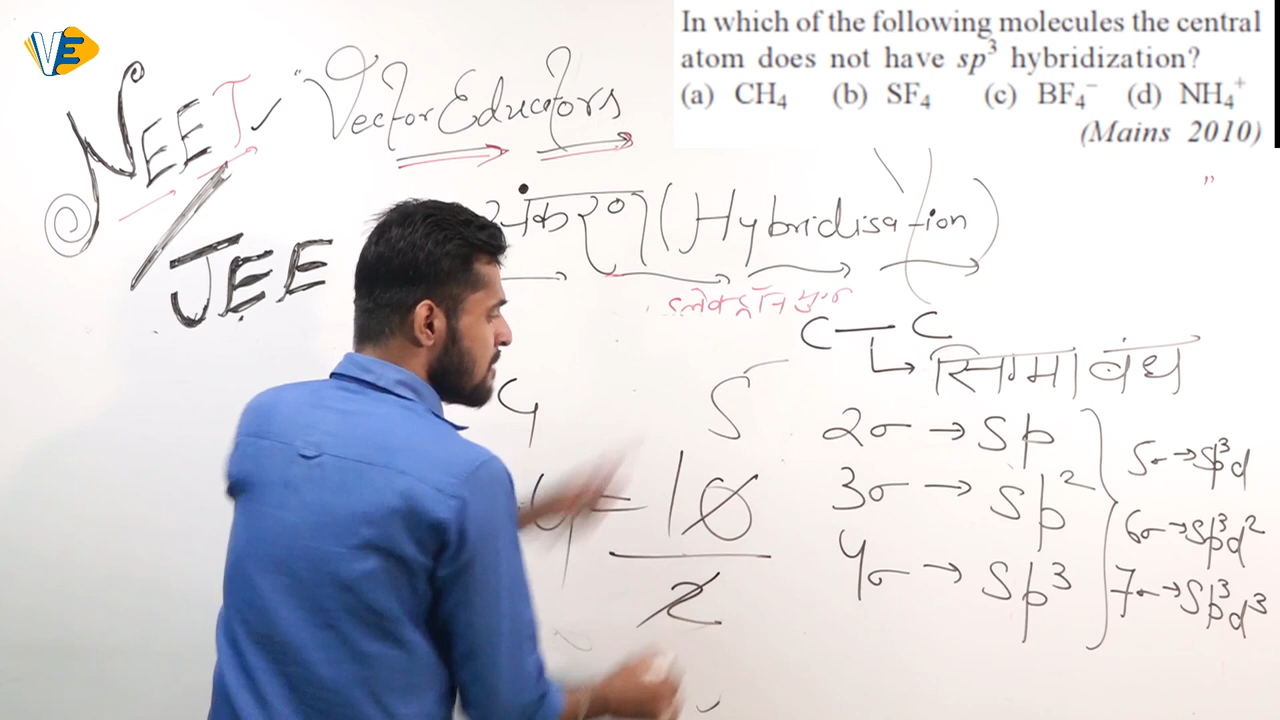 VE
In which of the following molecules the central
atom does not have sp³ hybridization?
(a) CH₄ (b) SF₄ (c) BF₄⁻ (d) NH₄⁺
(Mains 2010)
NEET
Vector Educators
JEE
(Hybridisation)
इलेक्ट्रॉन युग्म
C — C
सिग्मा बंध
2σ → sp
3σ → sp²
4σ → sp³
5σ → sp³d
6σ → sp³d²
7σ → sp³d³
5
= 10
2